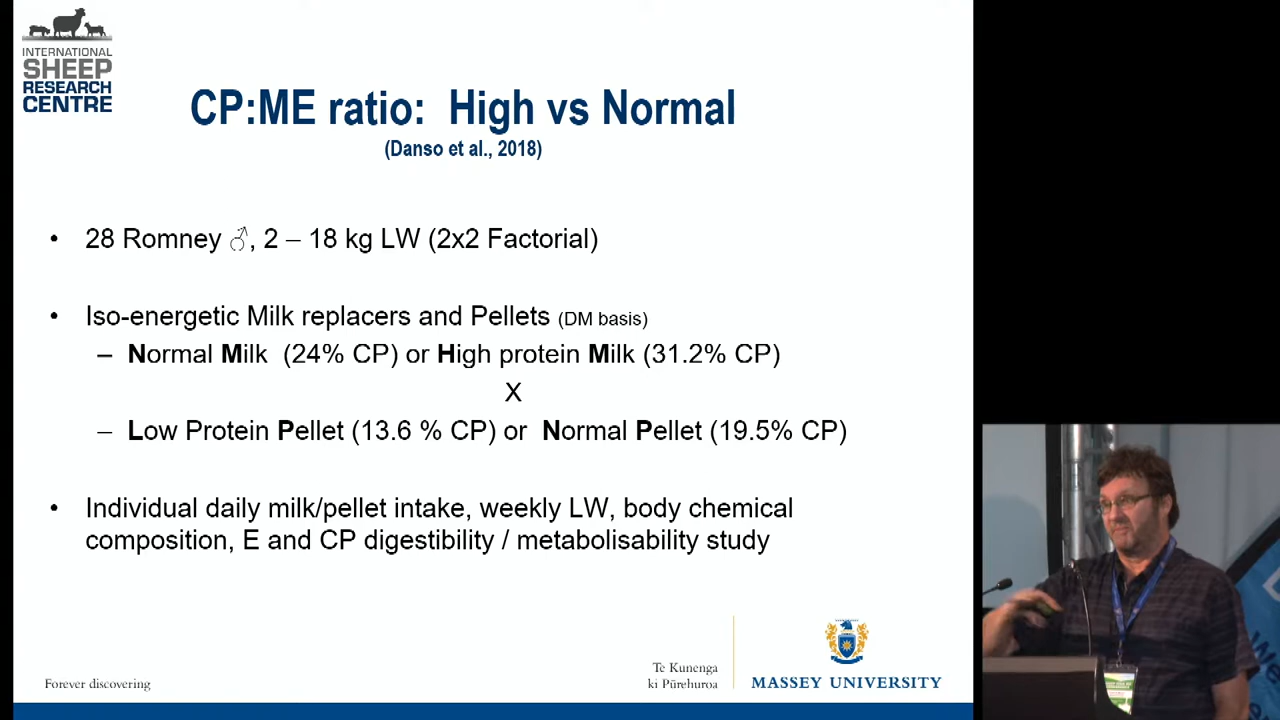 INTERNATIONAL
SHEEP
RESEARCH
CENTRE
CP:ME ratio: High vs Normal
(Danso et al., 2018)
• 28 Romney ♂, 2 – 18 kg LW (2x2 Factorial)
• Iso-energetic Milk replacers and Pellets (DM basis)
– Normal Milk (24% CP) or High protein Milk (31.2% CP)
X
– Low Protein Pellet (13.6 % CP) or Normal Pellet (19.5% CP)
• Individual daily milk/pellet intake, weekly LW, body chemical
composition, E and CP digestibility / metabolisability study
Forever discovering
Te Kunenga
ki Pūrehuroa
MASSEY UNIVERSITY